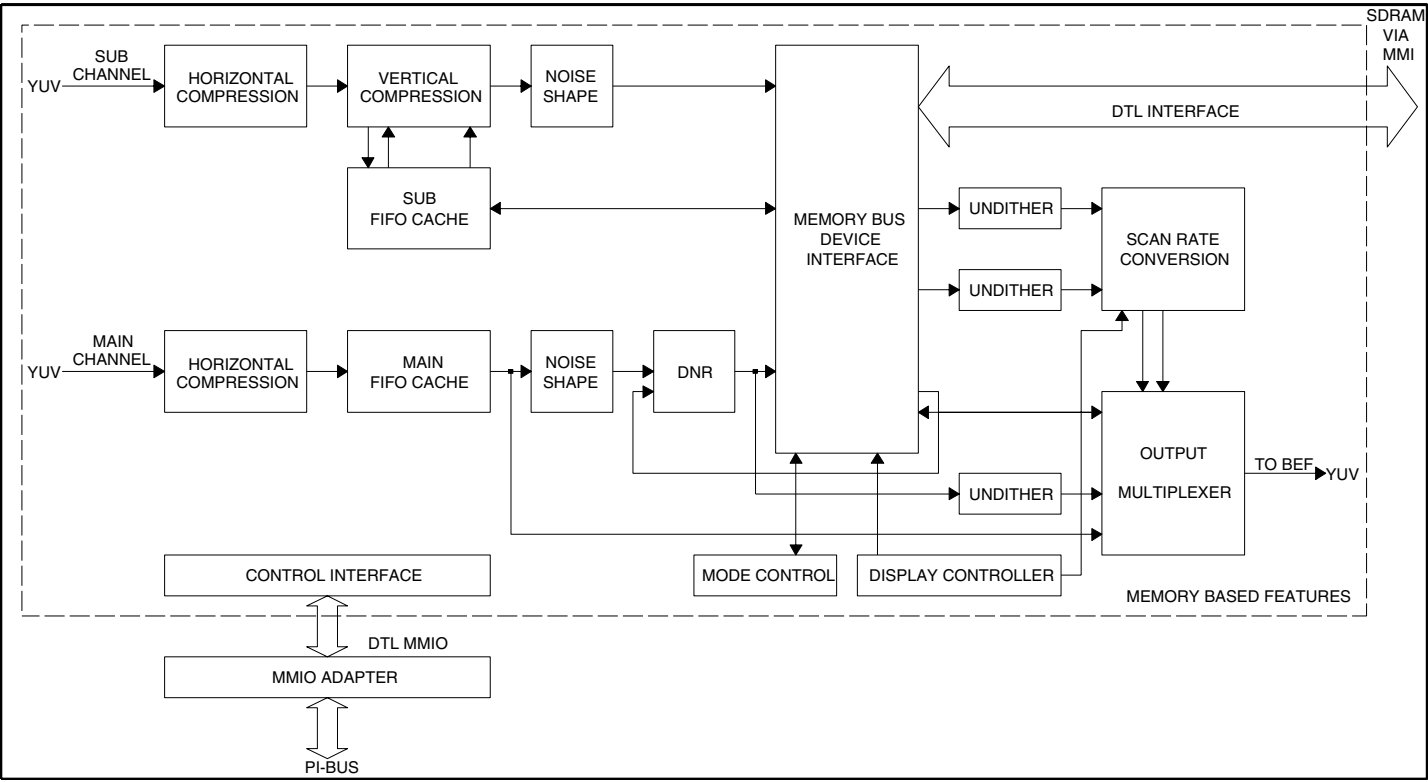 SDRAM
VIA
MMI
SUB
CHANNEL
YUV
HORIZONTAL
COMPRESSION
VERTICAL
COMPRESSION
NOISE
SHAPE
DTL INTERFACE
SUB
FIFO CACHE
MEMORY BUS
DEVICE
INTERFACE
UNDITHER
SCAN RATE
CONVERSION
UNDITHER
MAIN
CHANNEL
YUV
HORIZONTAL
COMPRESSION
MAIN
FIFO CACHE
NOISE
SHAPE
DNR
OUTPUT
MULTIPLEXER
TO BEF
YUV
UNDITHER
CONTROL INTERFACE
MODE CONTROL
DISPLAY CONTROLLER
MEMORY BASED FEATURES
DTL MMIO
MMIO ADAPTER
PI-BUS